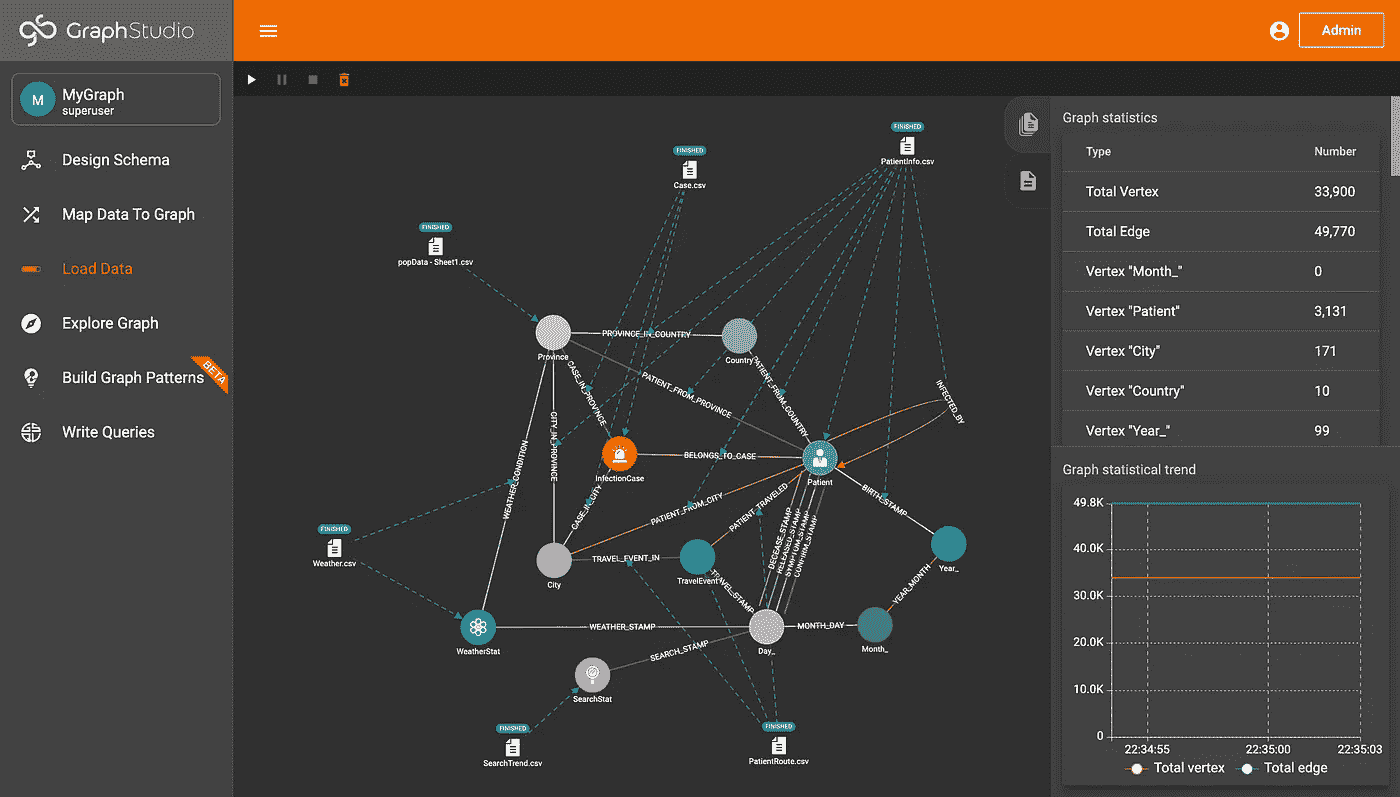 GraphStudio
Admin
M
MyGraph
superuser
Design Schema
Map Data To Graph
Load Data
Explore Graph
Build Graph Patterns
BETA
Write Queries
FINISHED
PatientInfo.csv
FINISHED
Case.csv
FINISHED
popData - Sheet1.csv
Province
PROVINCE_IN_COUNTRY
Country
CASE_IN_PROVINCE
PATIENT_FROM_PROVINCE
PATIENT_FROM_COUNTRY
INFECTED_BY
CITY_IN_PROVINCE
WEATHER_CONDITION
InfectionCase
BELONGS_TO_CASE
Patient
CASE_IN_CITY
PATIENT_FROM_CITY
PATIENT_TRAVELED
BIRTH_STAMP
DECEASE_STAMP
RELEASED_STAMP
SYMPTOM_STAMP
CONFIRM_STAMP
FINISHED
Weather.csv
City
TRAVEL_EVENT_IN
TravelEvent
TRAVEL_STAMP
Year_
YEAR_MONTH
WeatherStat
WEATHER_STAMP
Day_
MONTH_DAY
Month_
SEARCH_STAMP
SearchStat
FINISHED
SearchTrend.csv
FINISHED
PatientRoute.csv
Graph statistics
Type Number
Total Vertex 33,900
Total Edge 49,770
Vertex "Month_" 0
Vertex "Patient" 3,131
Vertex "City" 171
Vertex "Country" 10
Vertex "Year_" 99
Graph statistical trend
49.8K
40.0K
30.0K
20.0K
10.0K
0
22:34:55 22:35:00 22:35:03
Total vertex Total edge